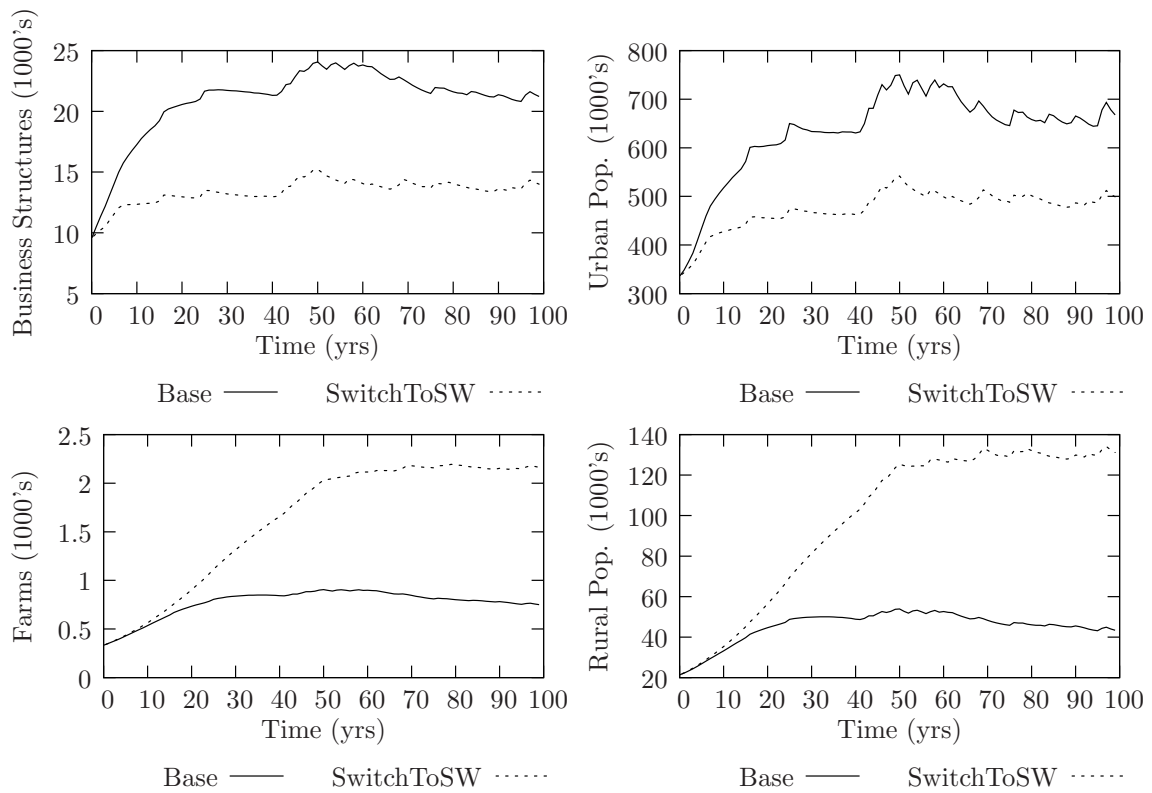 Business Structures (1000's)
25
20
15
10
5
0 10 20 30 40 50 60 70 80 90 100
Time (yrs)
Base SwitchToSW
Urban Pop. (1000's)
800
700
600
500
400
300
0 10 20 30 40 50 60 70 80 90 100
Time (yrs)
Base SwitchToSW
Farms (1000's)
2.5
2
1.5
1
0.5
0
0 10 20 30 40 50 60 70 80 90 100
Time (yrs)
Base SwitchToSW
Rural Pop. (1000's)
140
120
100
80
60
40
20
0 10 20 30 40 50 60 70 80 90 100
Time (yrs)
Base SwitchToSW